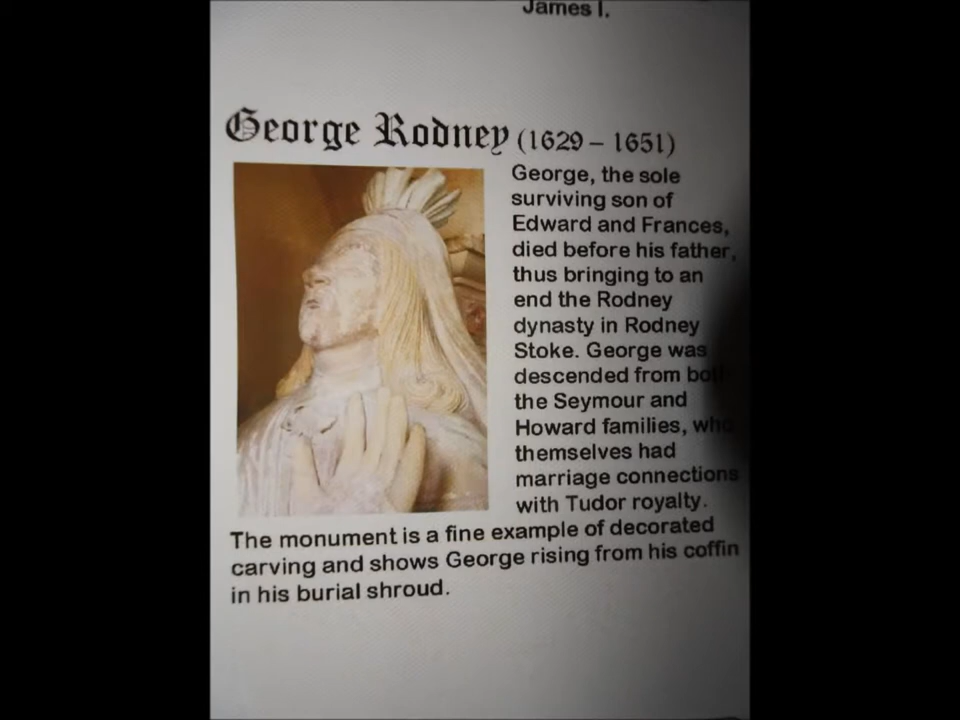 James I.
George Rodney (1629 – 1651)
George, the sole
surviving son of
Edward and Frances,
died before his father,
thus bringing to an
end the Rodney
dynasty in Rodney
Stoke. George was
descended from both
the Seymour and
Howard families, who
themselves had
marriage connections
with Tudor royalty.
The monument is a fine example of decorated
carving and shows George rising from his coffin
in his burial shroud.